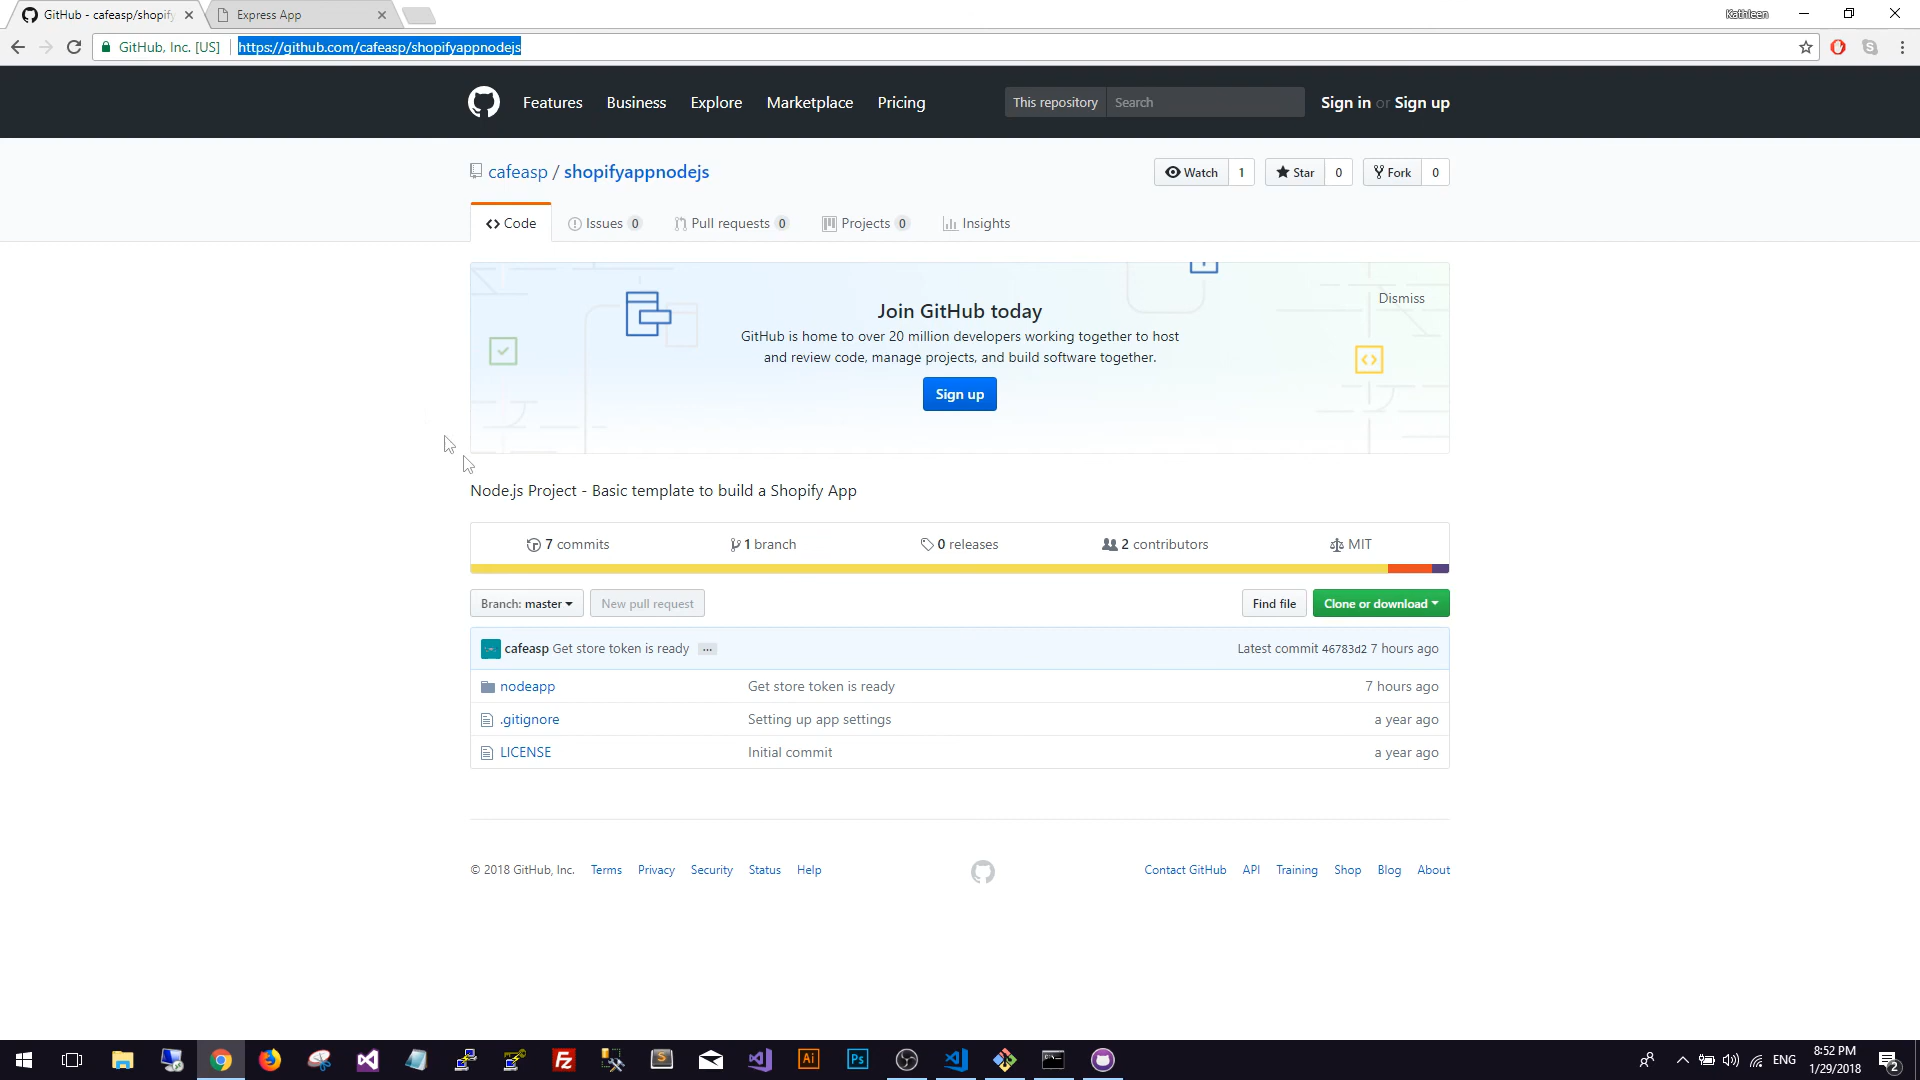 GitHub - cafeasp/shopify
Express App
Kathleen
GitHub, Inc. [US]
https://github.com/cafeasp/shopifyappnodejs
Features
Business
Explore
Marketplace
Pricing
This repository
Search
Sign in or Sign up
cafeasp / shopifyappnodejs
Watch 1
Star 0
Fork 0
Code
Issues 0
Pull requests 0
Projects 0
Insights
Dismiss
Join GitHub today
GitHub is home to over 20 million developers working together to host
and review code, manage projects, and build software together.
Sign up
Node.js Project - Basic template to build a Shopify App
7 commits
1 branch
0 releases
2 contributors
MIT
Branch: master
New pull request
Find file
Clone or download
cafeasp Get store token is ready ...
Latest commit 46783d2 7 hours ago
nodeapp
Get store token is ready
7 hours ago
.gitignore
Setting up app settings
a year ago
LICENSE
Initial commit
a year ago
© 2018 GitHub, Inc.
Terms
Privacy
Security
Status
Help
Contact GitHub
API
Training
Shop
Blog
About
Fz
S
Ai
Ps
ENG
8:52 PM
1/29/2018
2